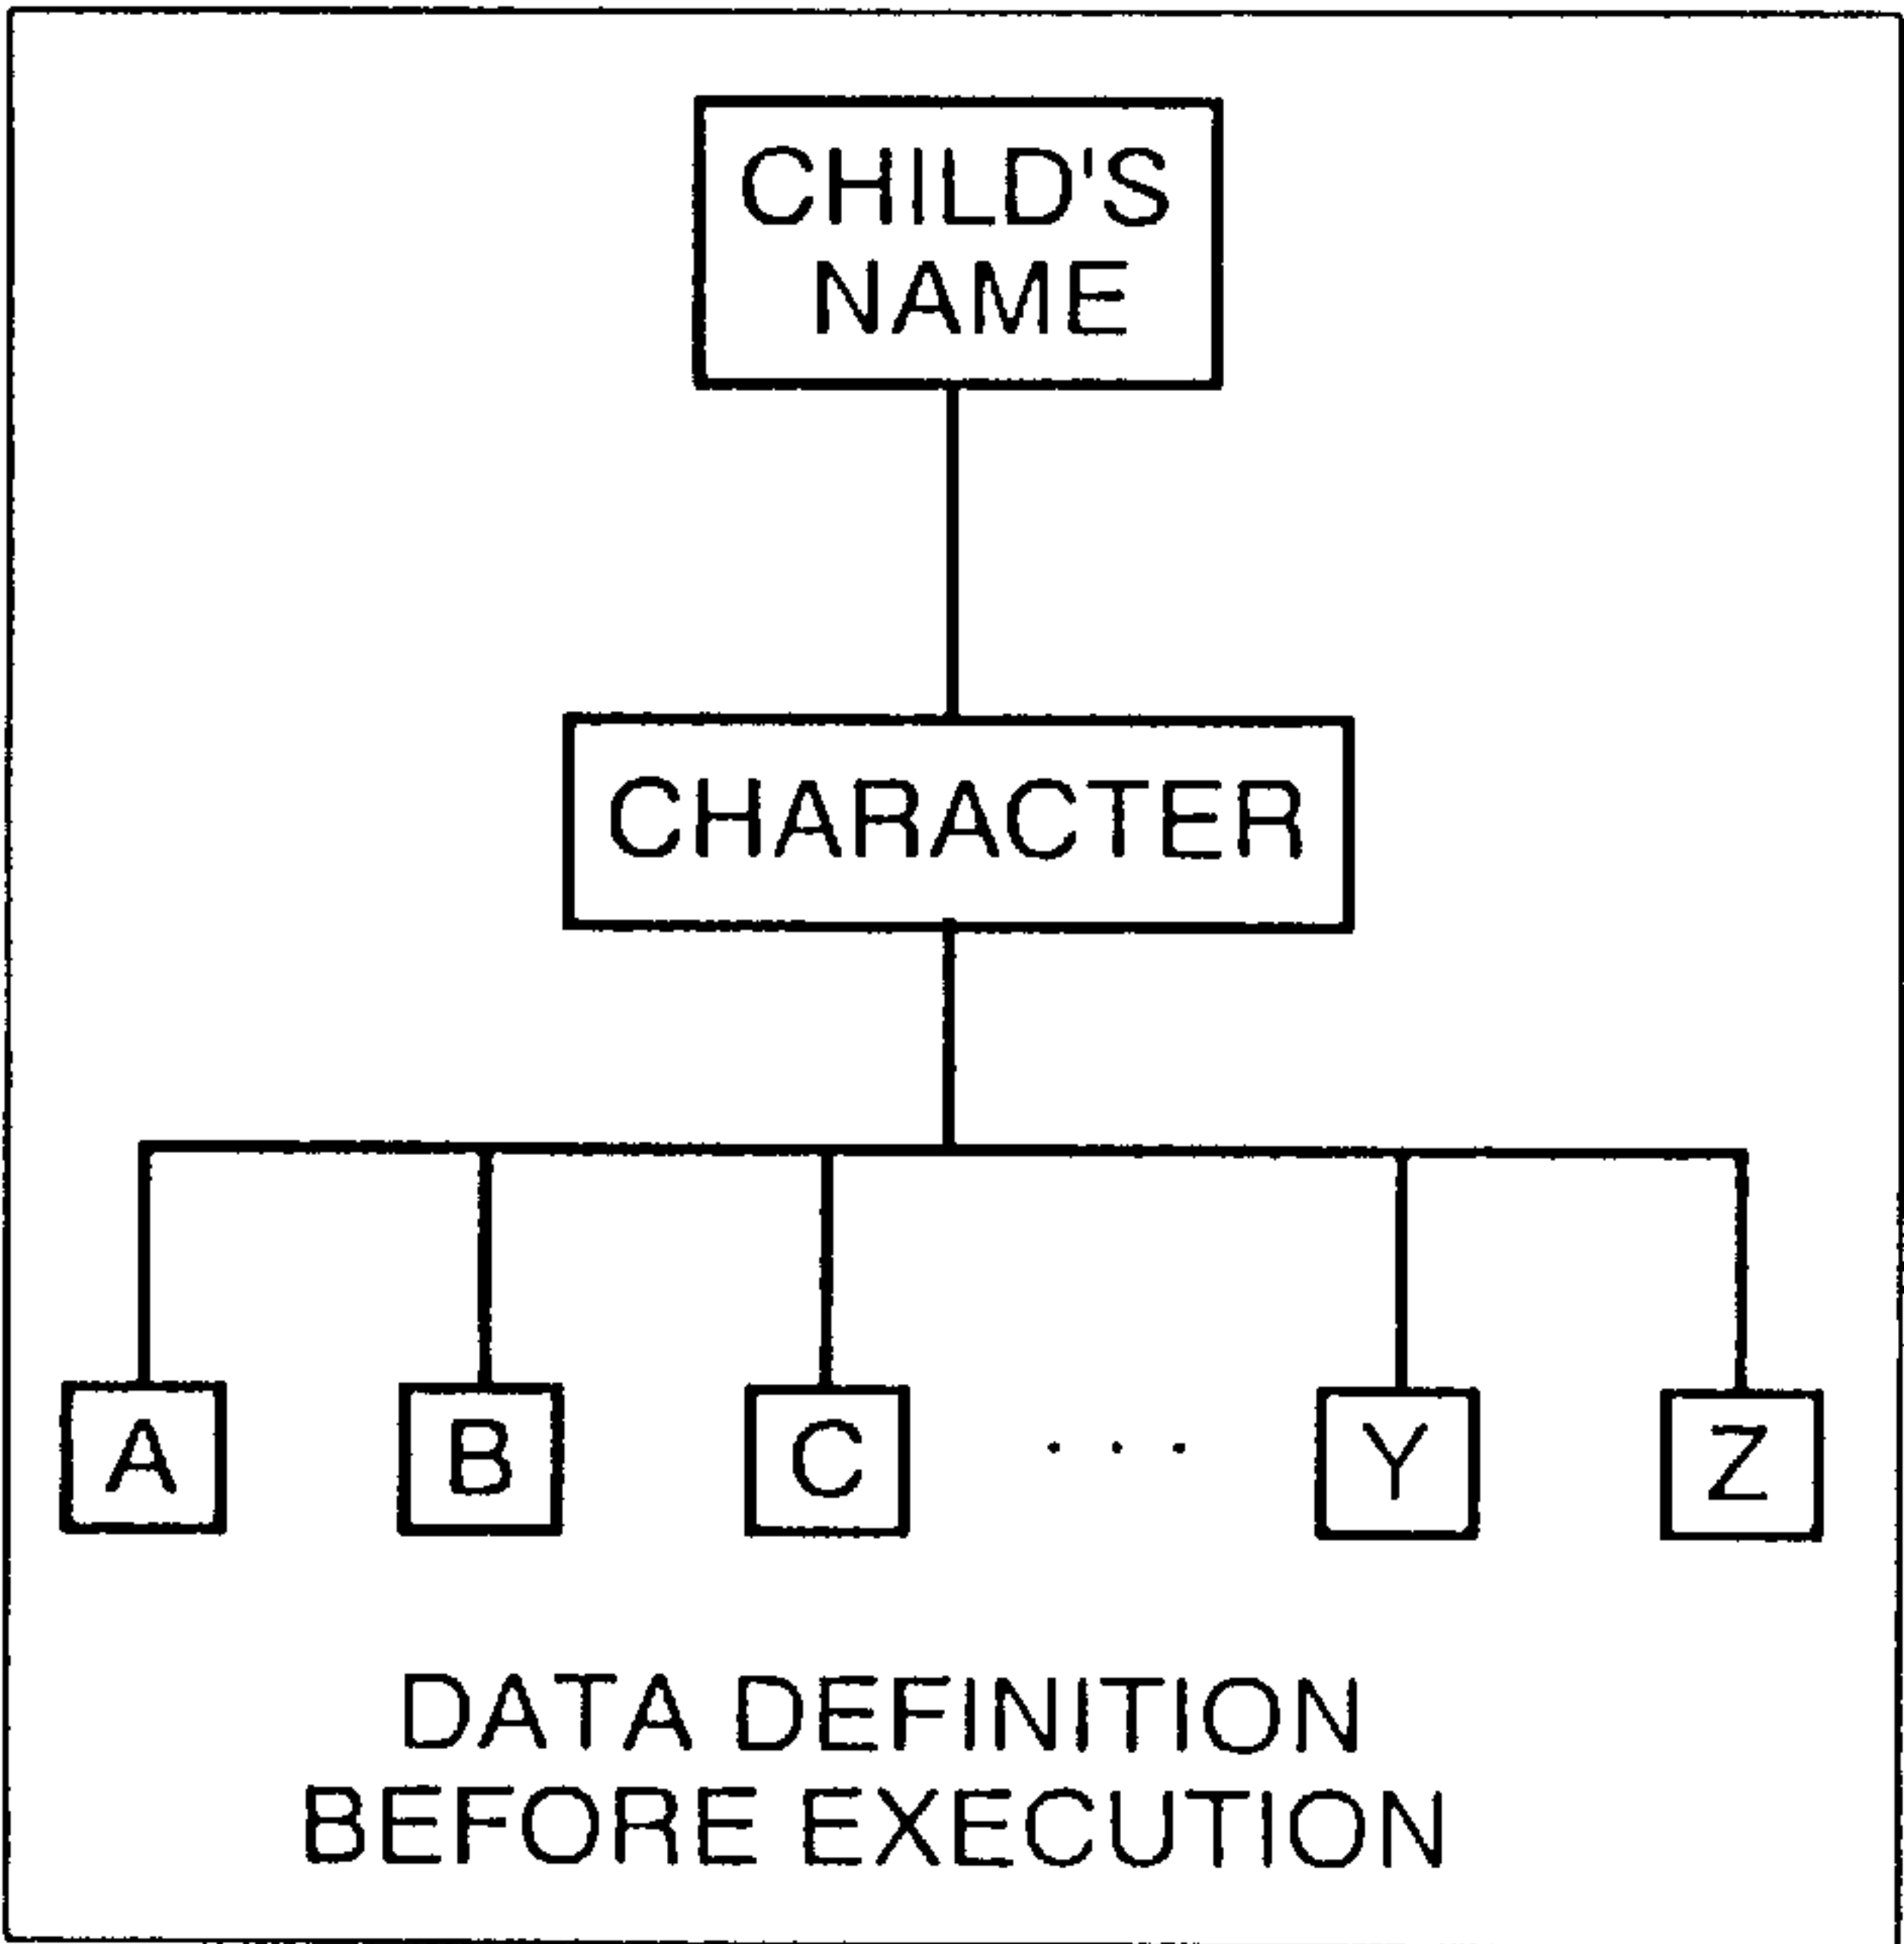 CHILD'S
NAME
CHARACTER
A B C . . . Y Z
DATA DEFINITION
BEFORE EXECUTION